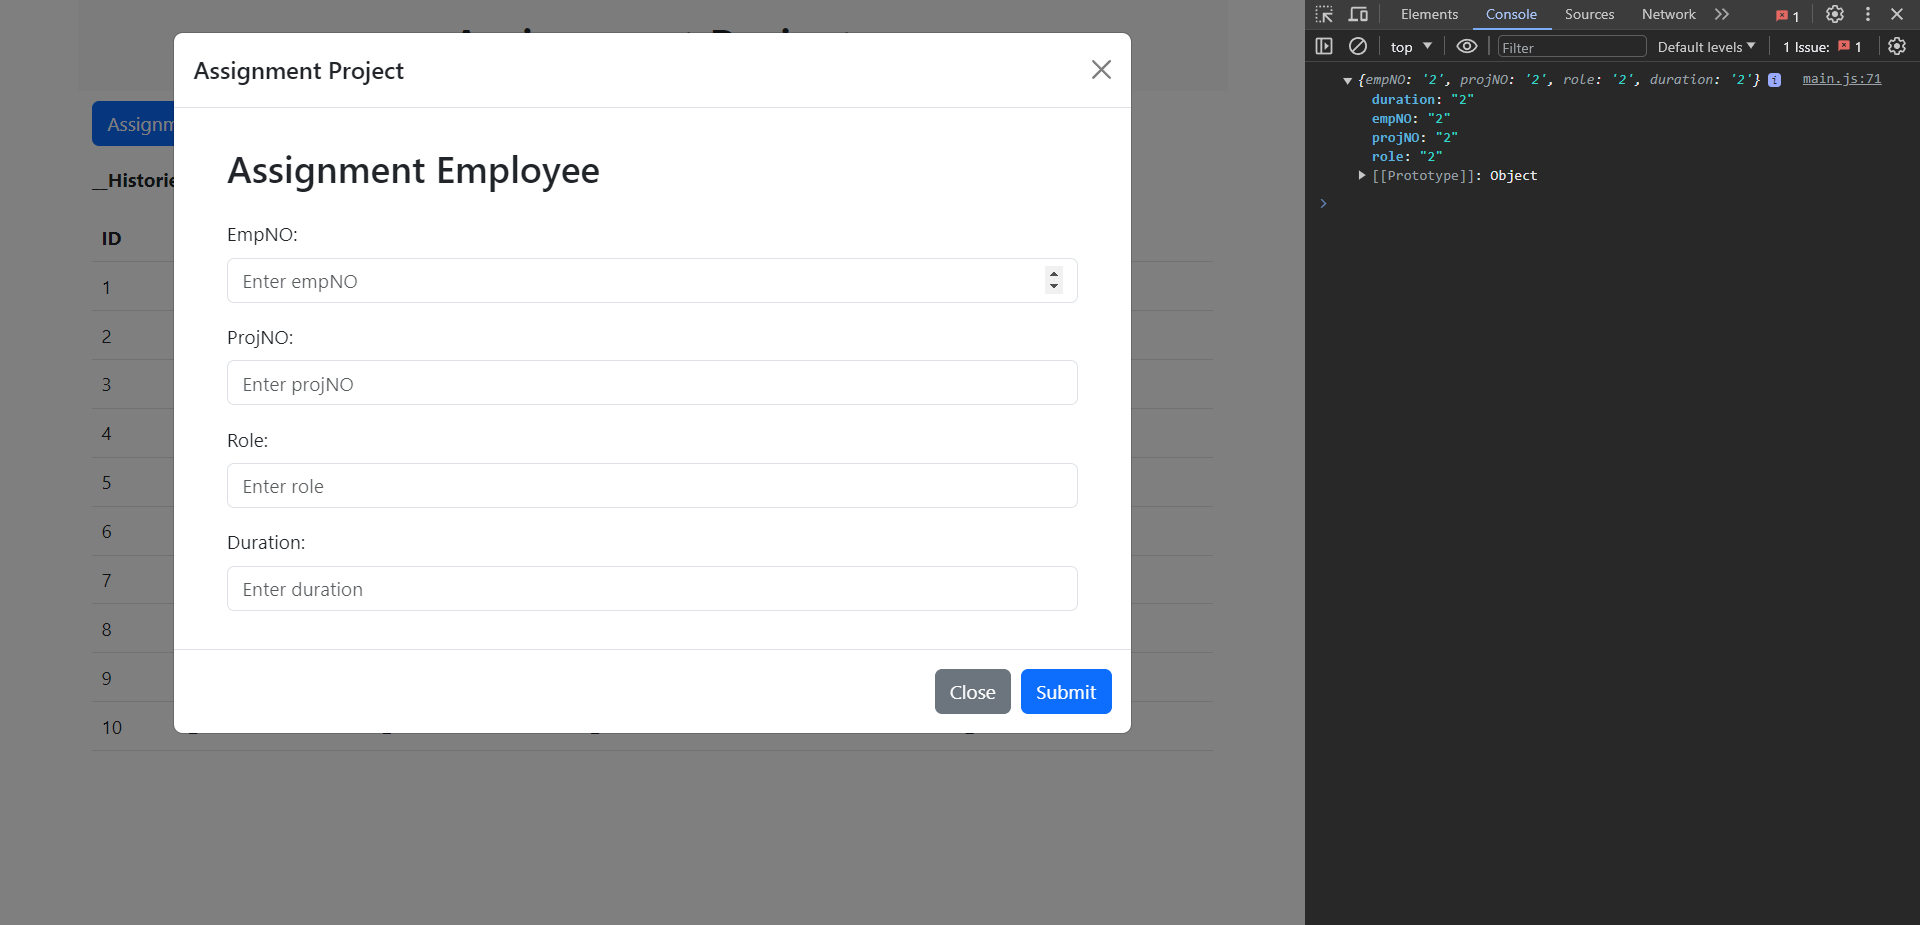 Assignment Project
Assignment Project
Assignm
__Historie
ID
1
2
3
4
5
6
7
8
9
10
Assignment Employee
EmpNO:
Enter empNO
ProjNO:
Enter projNO
Role:
Enter role
Duration:
Enter duration
Close
Submit
Elements Console Sources Network 1
top Filter Default levels 1 Issue: 1
{empNO: '2', projNO: '2', role: '2', duration: '2'} i main.js:71
duration: "2"
empNO: "2"
projNO: "2"
role: "2"
[[Prototype]]: Object